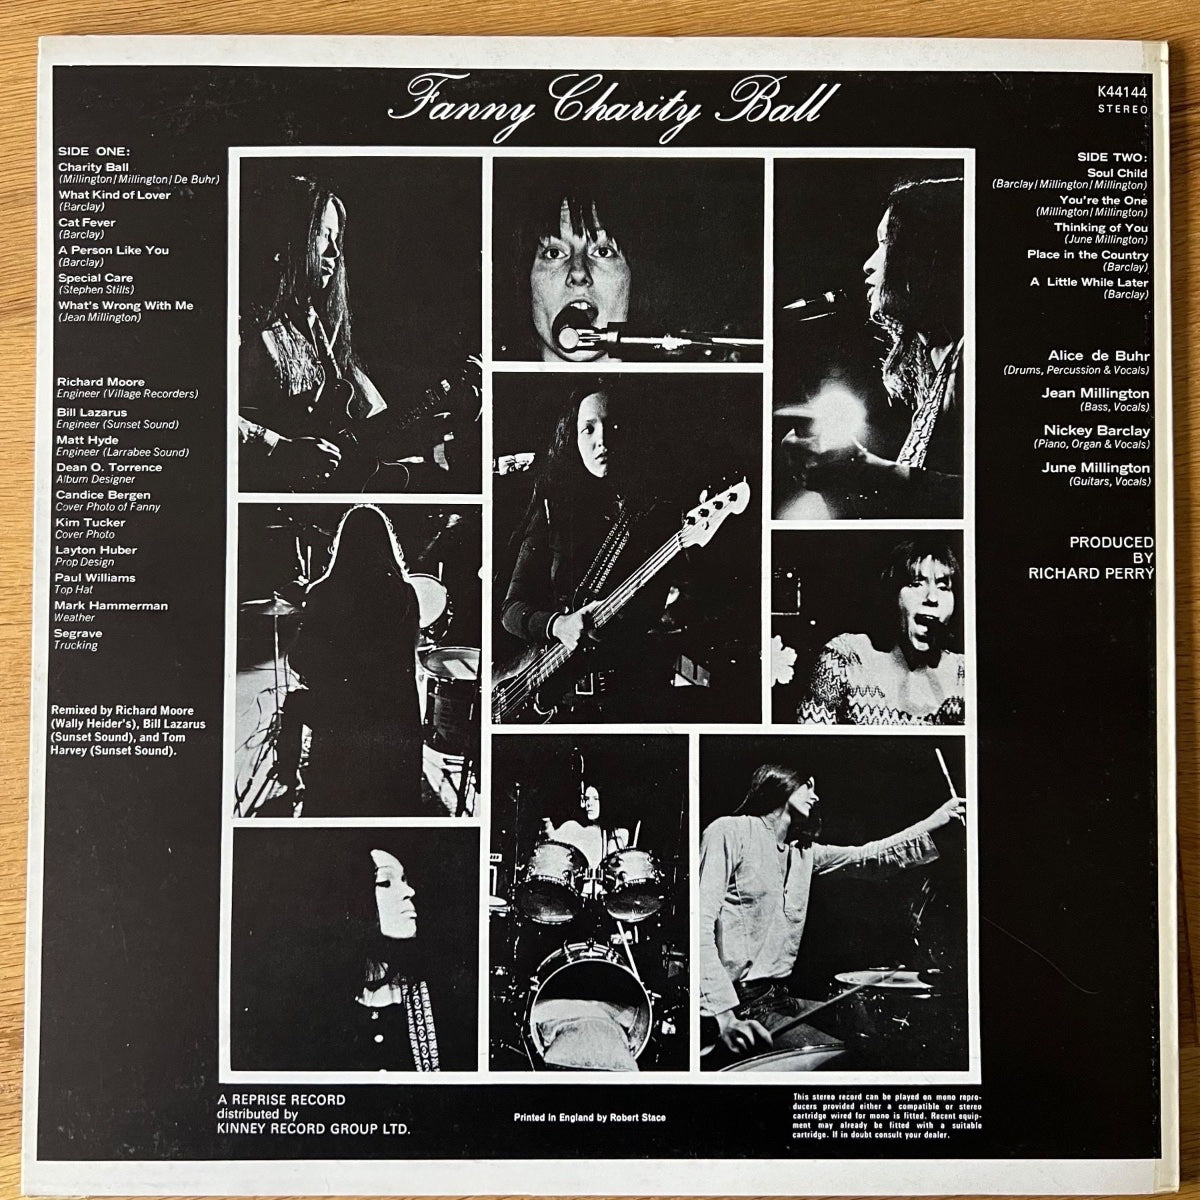 Fanny Charity Ball
K44144
STEREO
SIDE ONE:
Charity Ball
(Millington/Millington/De Buhr)
What Kind of Lover
(Barclay)
Cat Fever
(Barclay)
A Person Like You
(Barclay)
Special Care
(Stephen Stills)
What's Wrong With Me
(Jean Millington)
Richard Moore
Engineer (Village Recorders)
Bill Lazarus
Engineer (Sunset Sound)
Matt Hyde
Engineer (Larrabee Sound)
Dean O. Torrence
Album Designer
Candice Bergen
Cover Photo of Fanny
Kim Tucker
Cover Photo
Layton Huber
Prop Design
Paul Williams
Top Hat
Mark Hammerman
Weather
Segrave
Trucking
Remixed by Richard Moore
(Wally Heider's), Bill Lazarus
(Sunset Sound), and Tom
Harvey (Sunset Sound).
SIDE TWO:
Soul Child
(Barclay/Millington/Millington)
You're the One
(Millington/Millington)
Thinking of You
(June Millington)
Place in the Country
(Barclay)
A Little While Later
(Barclay)
Alice de Buhr
(Drums, Percussion & Vocals)
Jean Millington
(Bass, Vocals)
Nickey Barclay
(Piano, Organ & Vocals)
June Millington
(Guitars, Vocals)
PRODUCED
BY
RICHARD PERRY
A REPRISE RECORD
distributed by
KINNEY RECORD GROUP LTD.
Printed in England by Robert Stace
This stereo record can be played on mono repro-
ducers provided either a compatible or stereo
cartridge wired for mono is fitted. Recent equip-
ment may already be fitted with a suitable
cartridge. If in doubt consult your dealer.